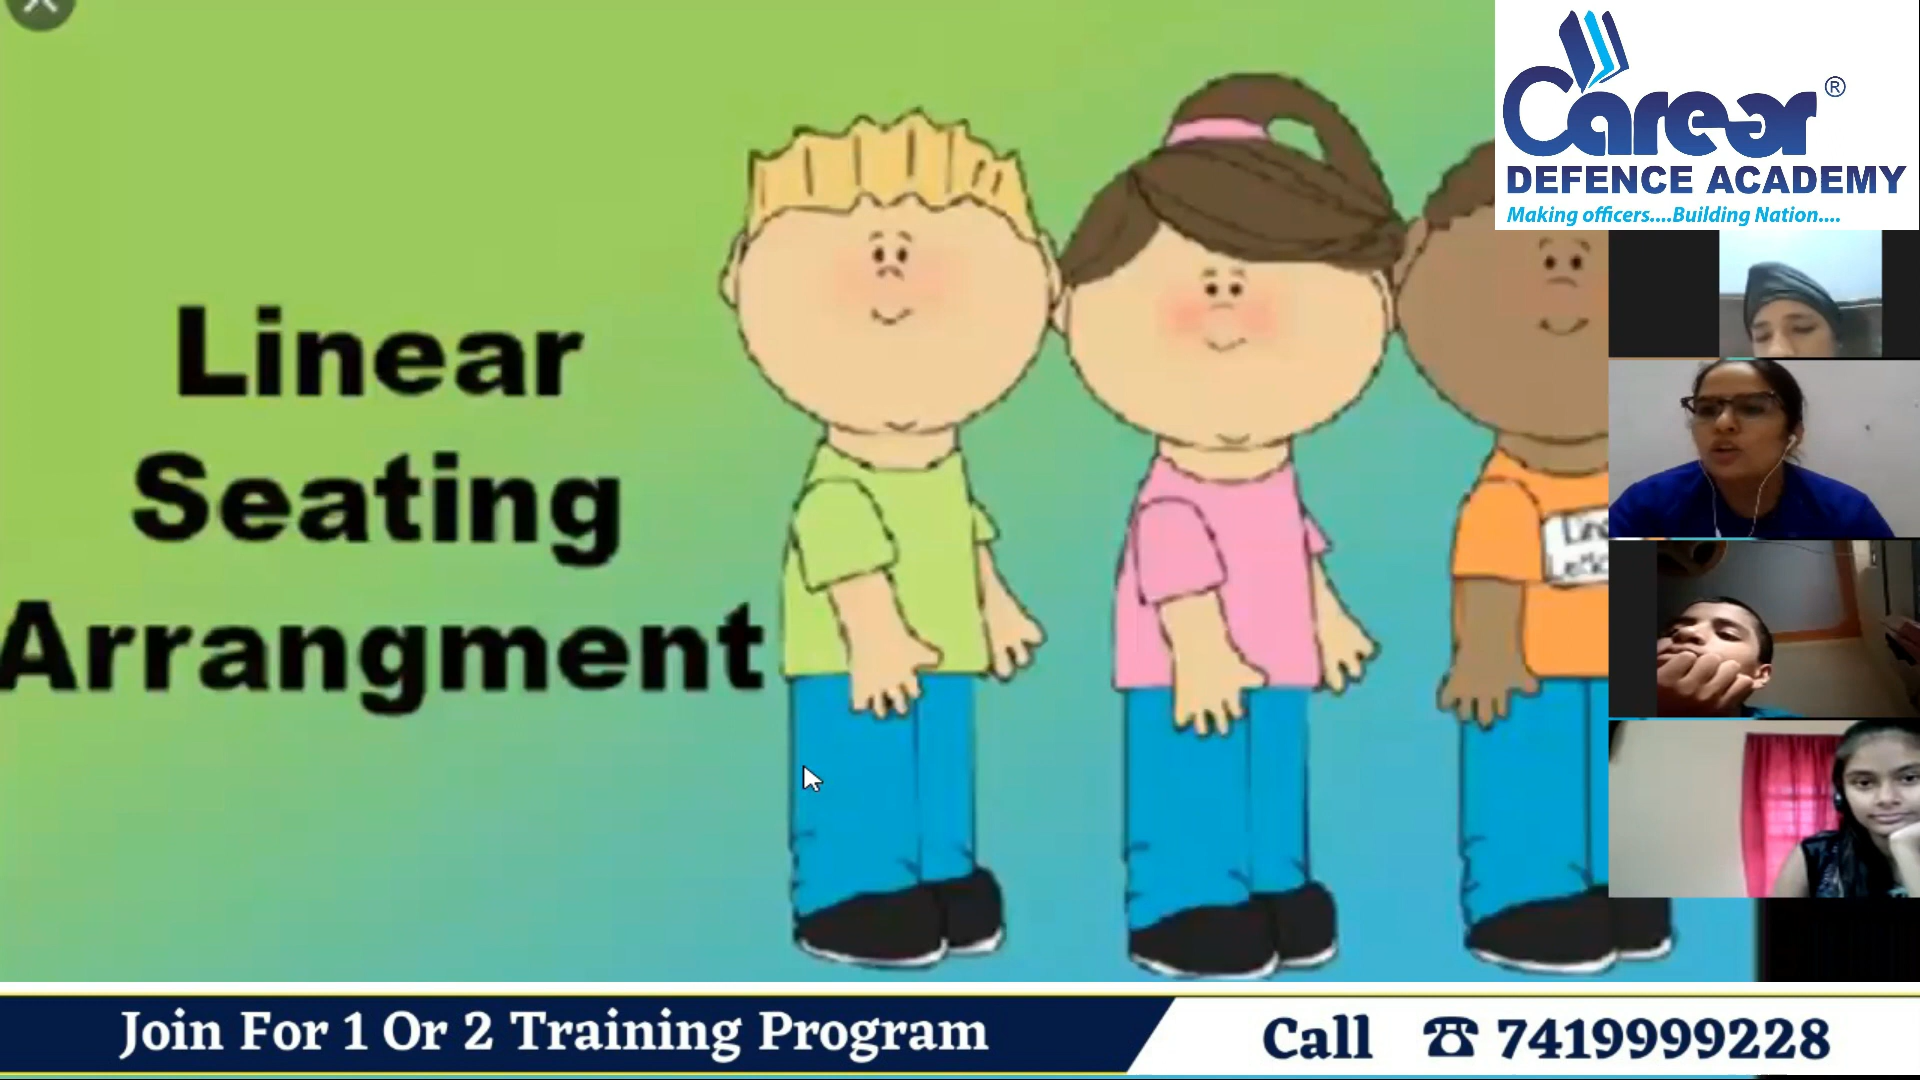 Linear
Seating
Arrangment
Career ®
DEFENCE ACADEMY
Making officers....Building Nation....
Join For 1 Or 2 Training Program
Call ☎ 7419999228